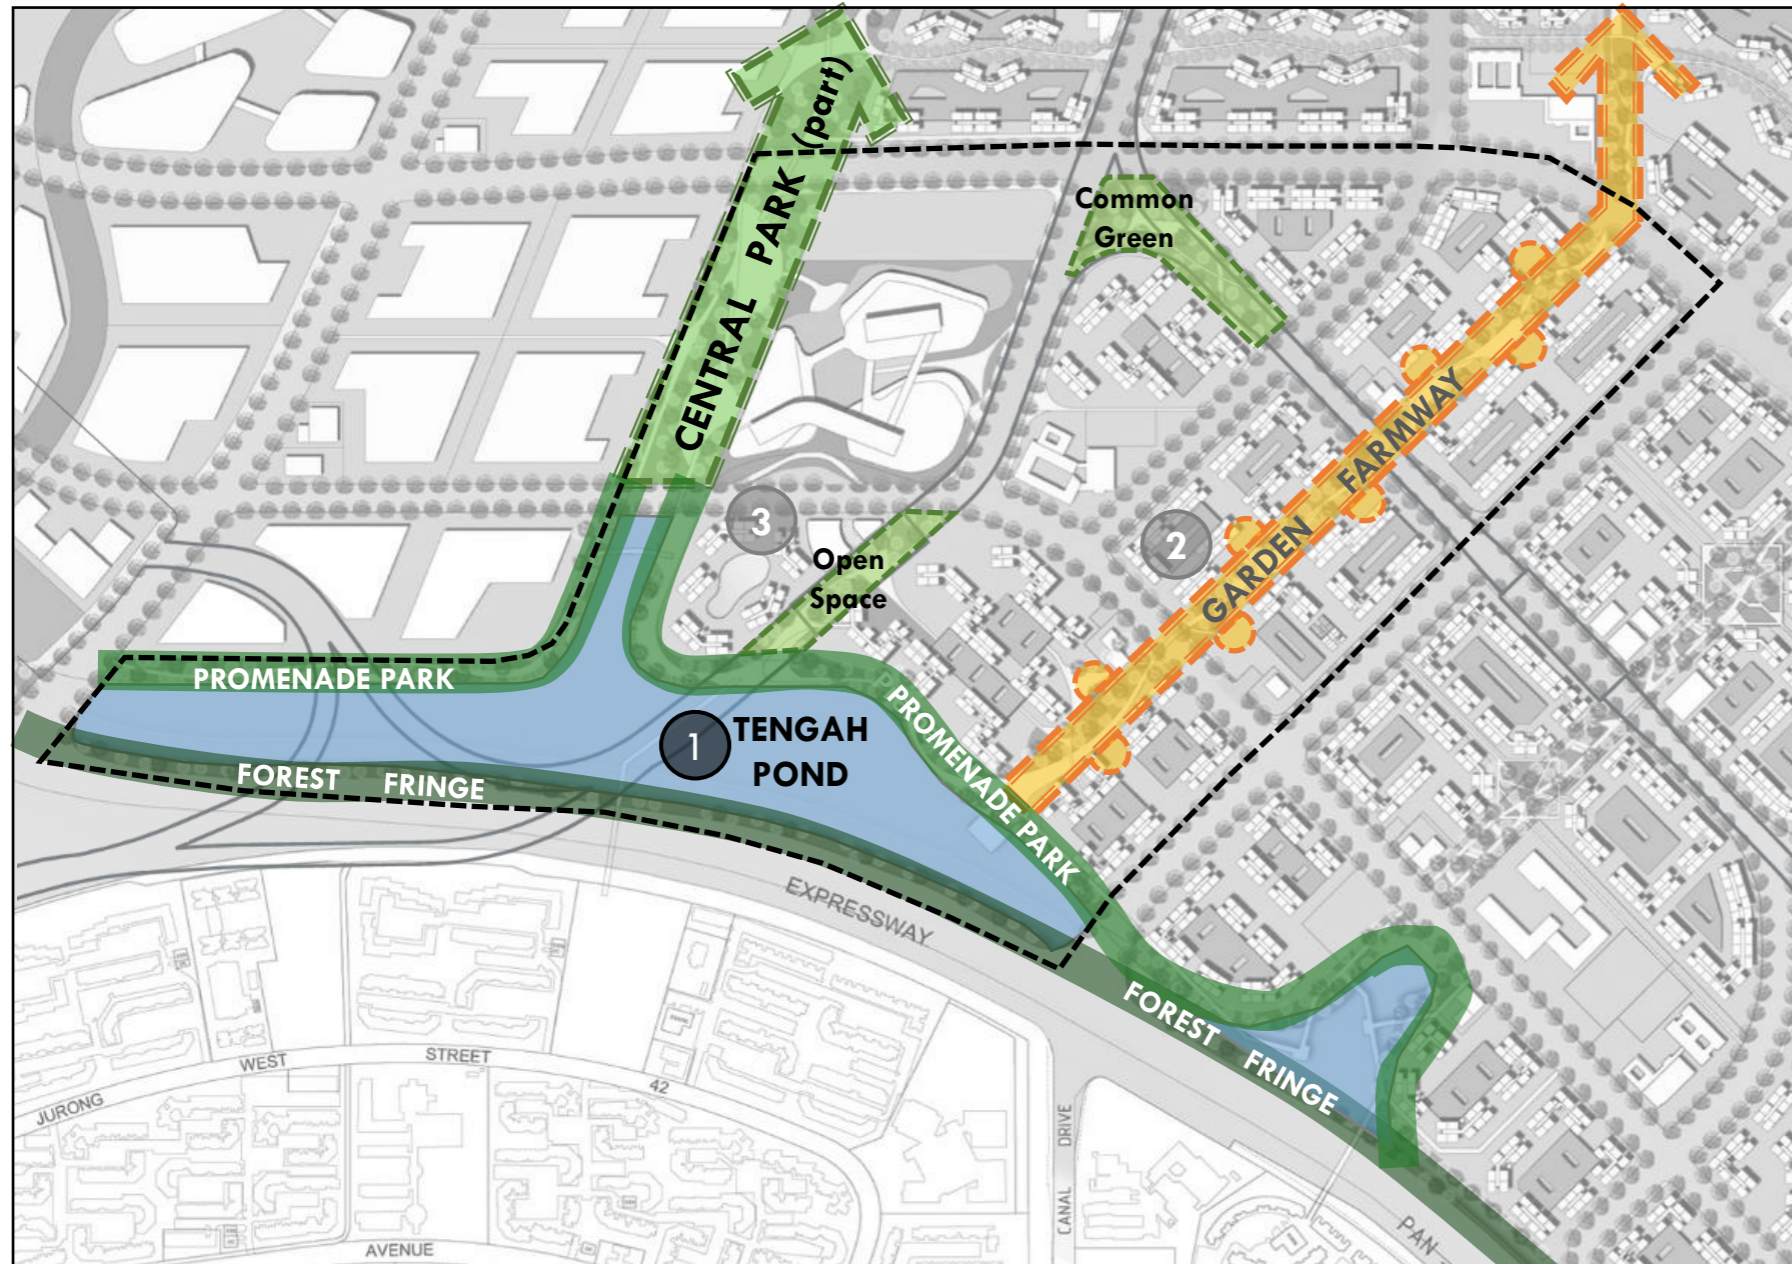 CENTRAL PARK (part)
Common
Green
GARDEN FARMWAY
3
2
Open
Space
PROMENADE PARK
PROMENADE PARK
1
TENGAH
POND
FOREST FRINGE
EXPRESSWAY
FOREST FRINGE
JURONG WEST STREET 42
CANAL DRIVE
PAN
AVENUE